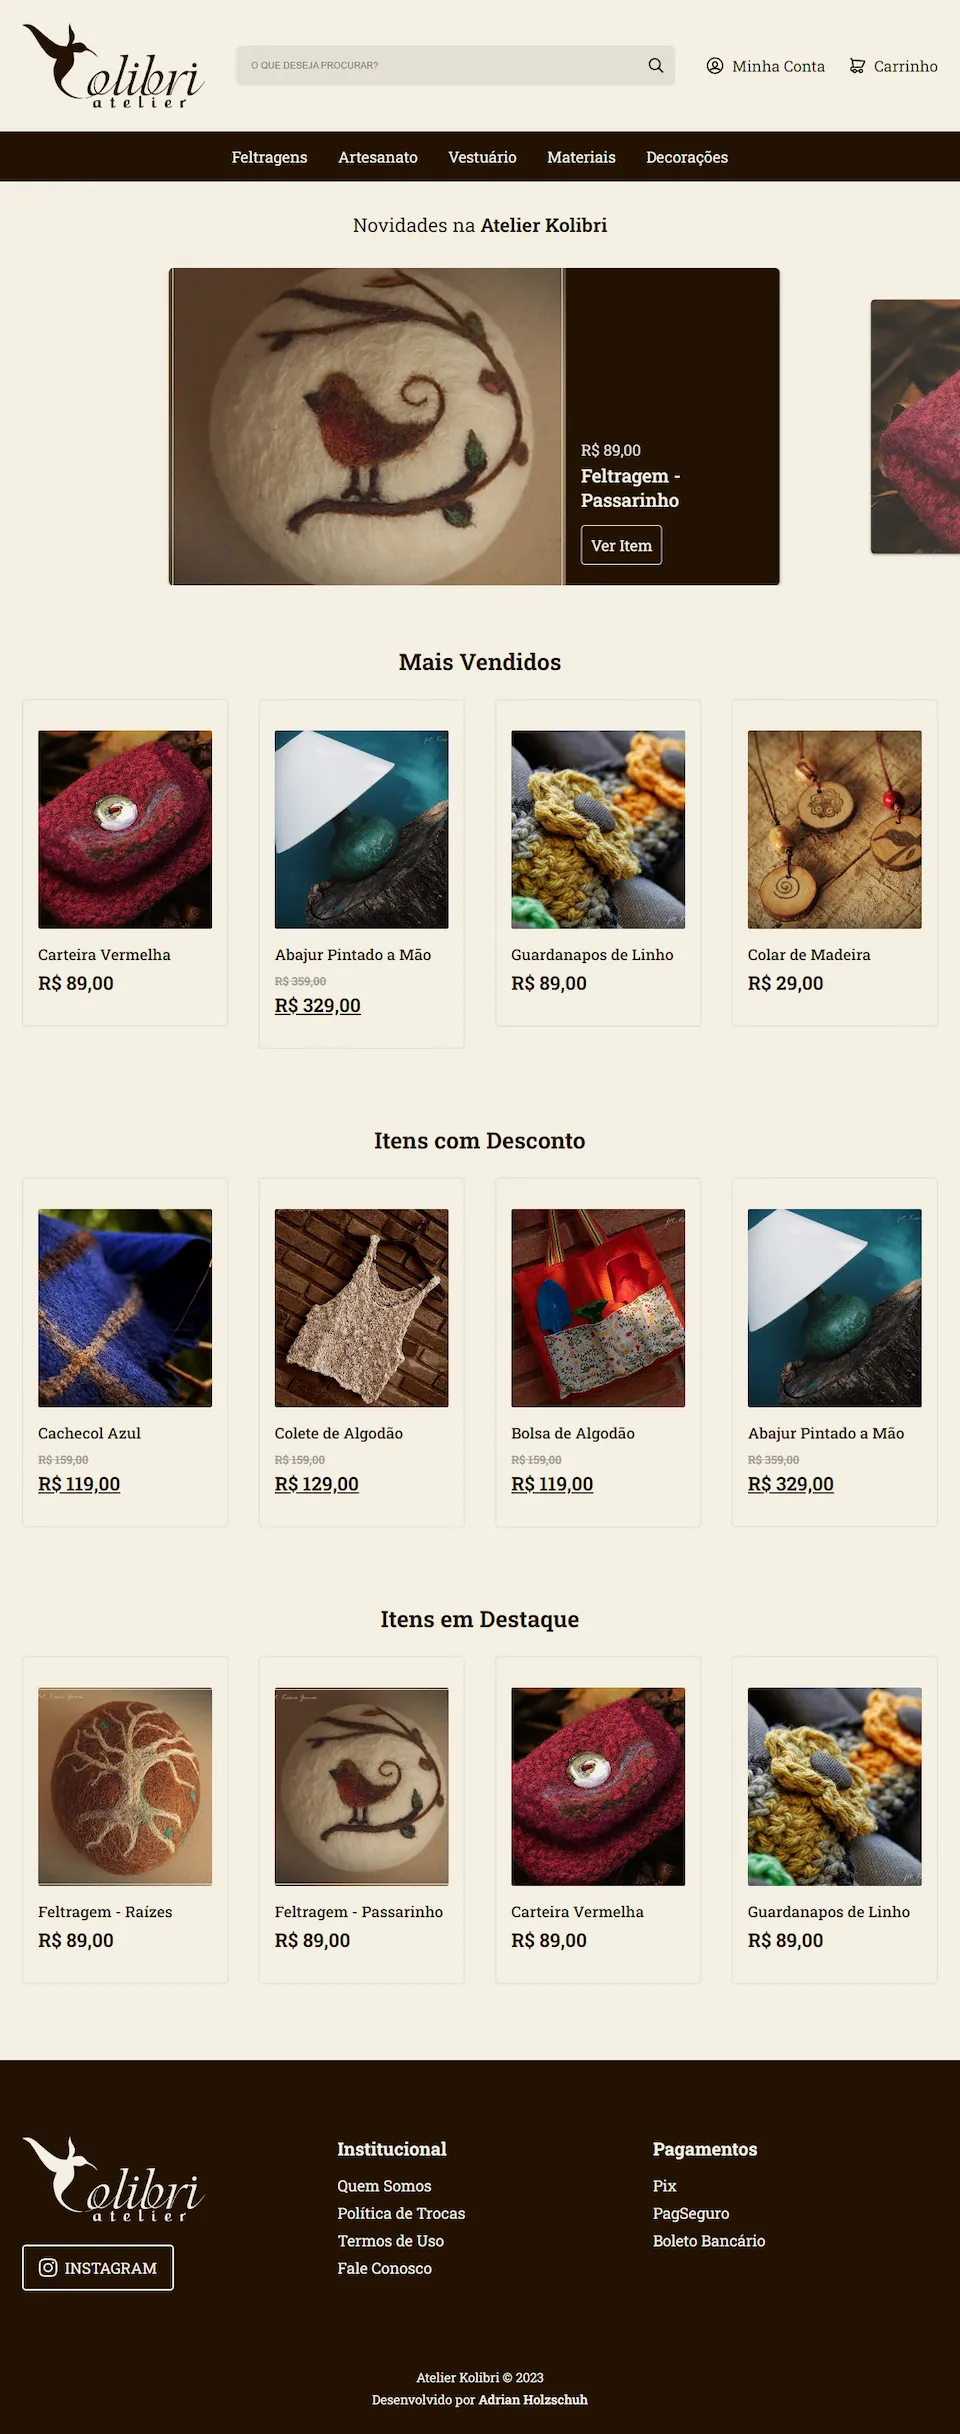 Kolibri
atelier
O QUE DESEJA PROCURAR?
Minha Conta
Carrinho
Feltragens
Artesanato
Vestuário
Materiais
Decorações
Novidades na Atelier Kolibri
R$ 89,00
Feltragem -
Passarinho
Ver Item
Mais Vendidos
Carteira Vermelha
R$ 89,00
Abajur Pintado a Mão
R$ 359,00
R$ 329,00
Guardanapos de Linho
R$ 89,00
Colar de Madeira
R$ 29,00
Itens com Desconto
Cachecol Azul
R$ 159,00
R$ 119,00
Colete de Algodão
R$ 159,00
R$ 129,00
Bolsa de Algodão
R$ 159,00
R$ 119,00
Abajur Pintado a Mão
R$ 359,00
R$ 329,00
Itens em Destaque
Feltragem - Raízes
R$ 89,00
Feltragem - Passarinho
R$ 89,00
Carteira Vermelha
R$ 89,00
Guardanapos de Linho
R$ 89,00
Kolibri
atelier
INSTAGRAM
Institucional
Quem Somos
Política de Trocas
Termos de Uso
Fale Conosco
Pagamentos
Pix
PagSeguro
Boleto Bancário
Atelier Kolibri © 2023
Desenvolvido por Adrian Holzschuh